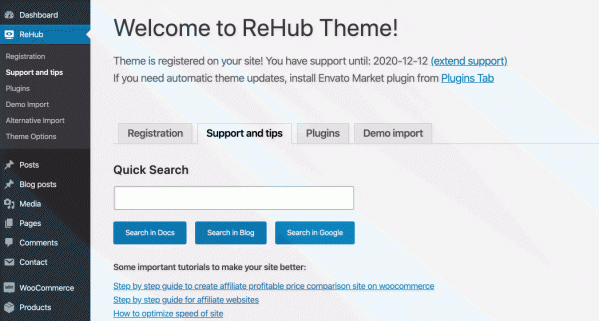 Dashboard
ReHub
Registration
Support and tips
Plugins
Demo Import
Alternative Import
Theme Options
Posts
Blog posts
Media
Pages
Comments
Contact
WooCommerce
Products
Welcome to ReHub Theme!
Theme is registered on your site! You have support until: 2020-12-12 (extend support)
If you need automatic theme updates, install Envato Market plugin from Plugins Tab
Registration Support and tips Plugins Demo import
Quick Search
Search in Docs Search in Blog Search in Google
Some important tutorials to make your site better:
Step by step guide to create affiliate profitable price comparison site on woocommerce
Step by step guide for affiliate websites
How to optimize speed of site